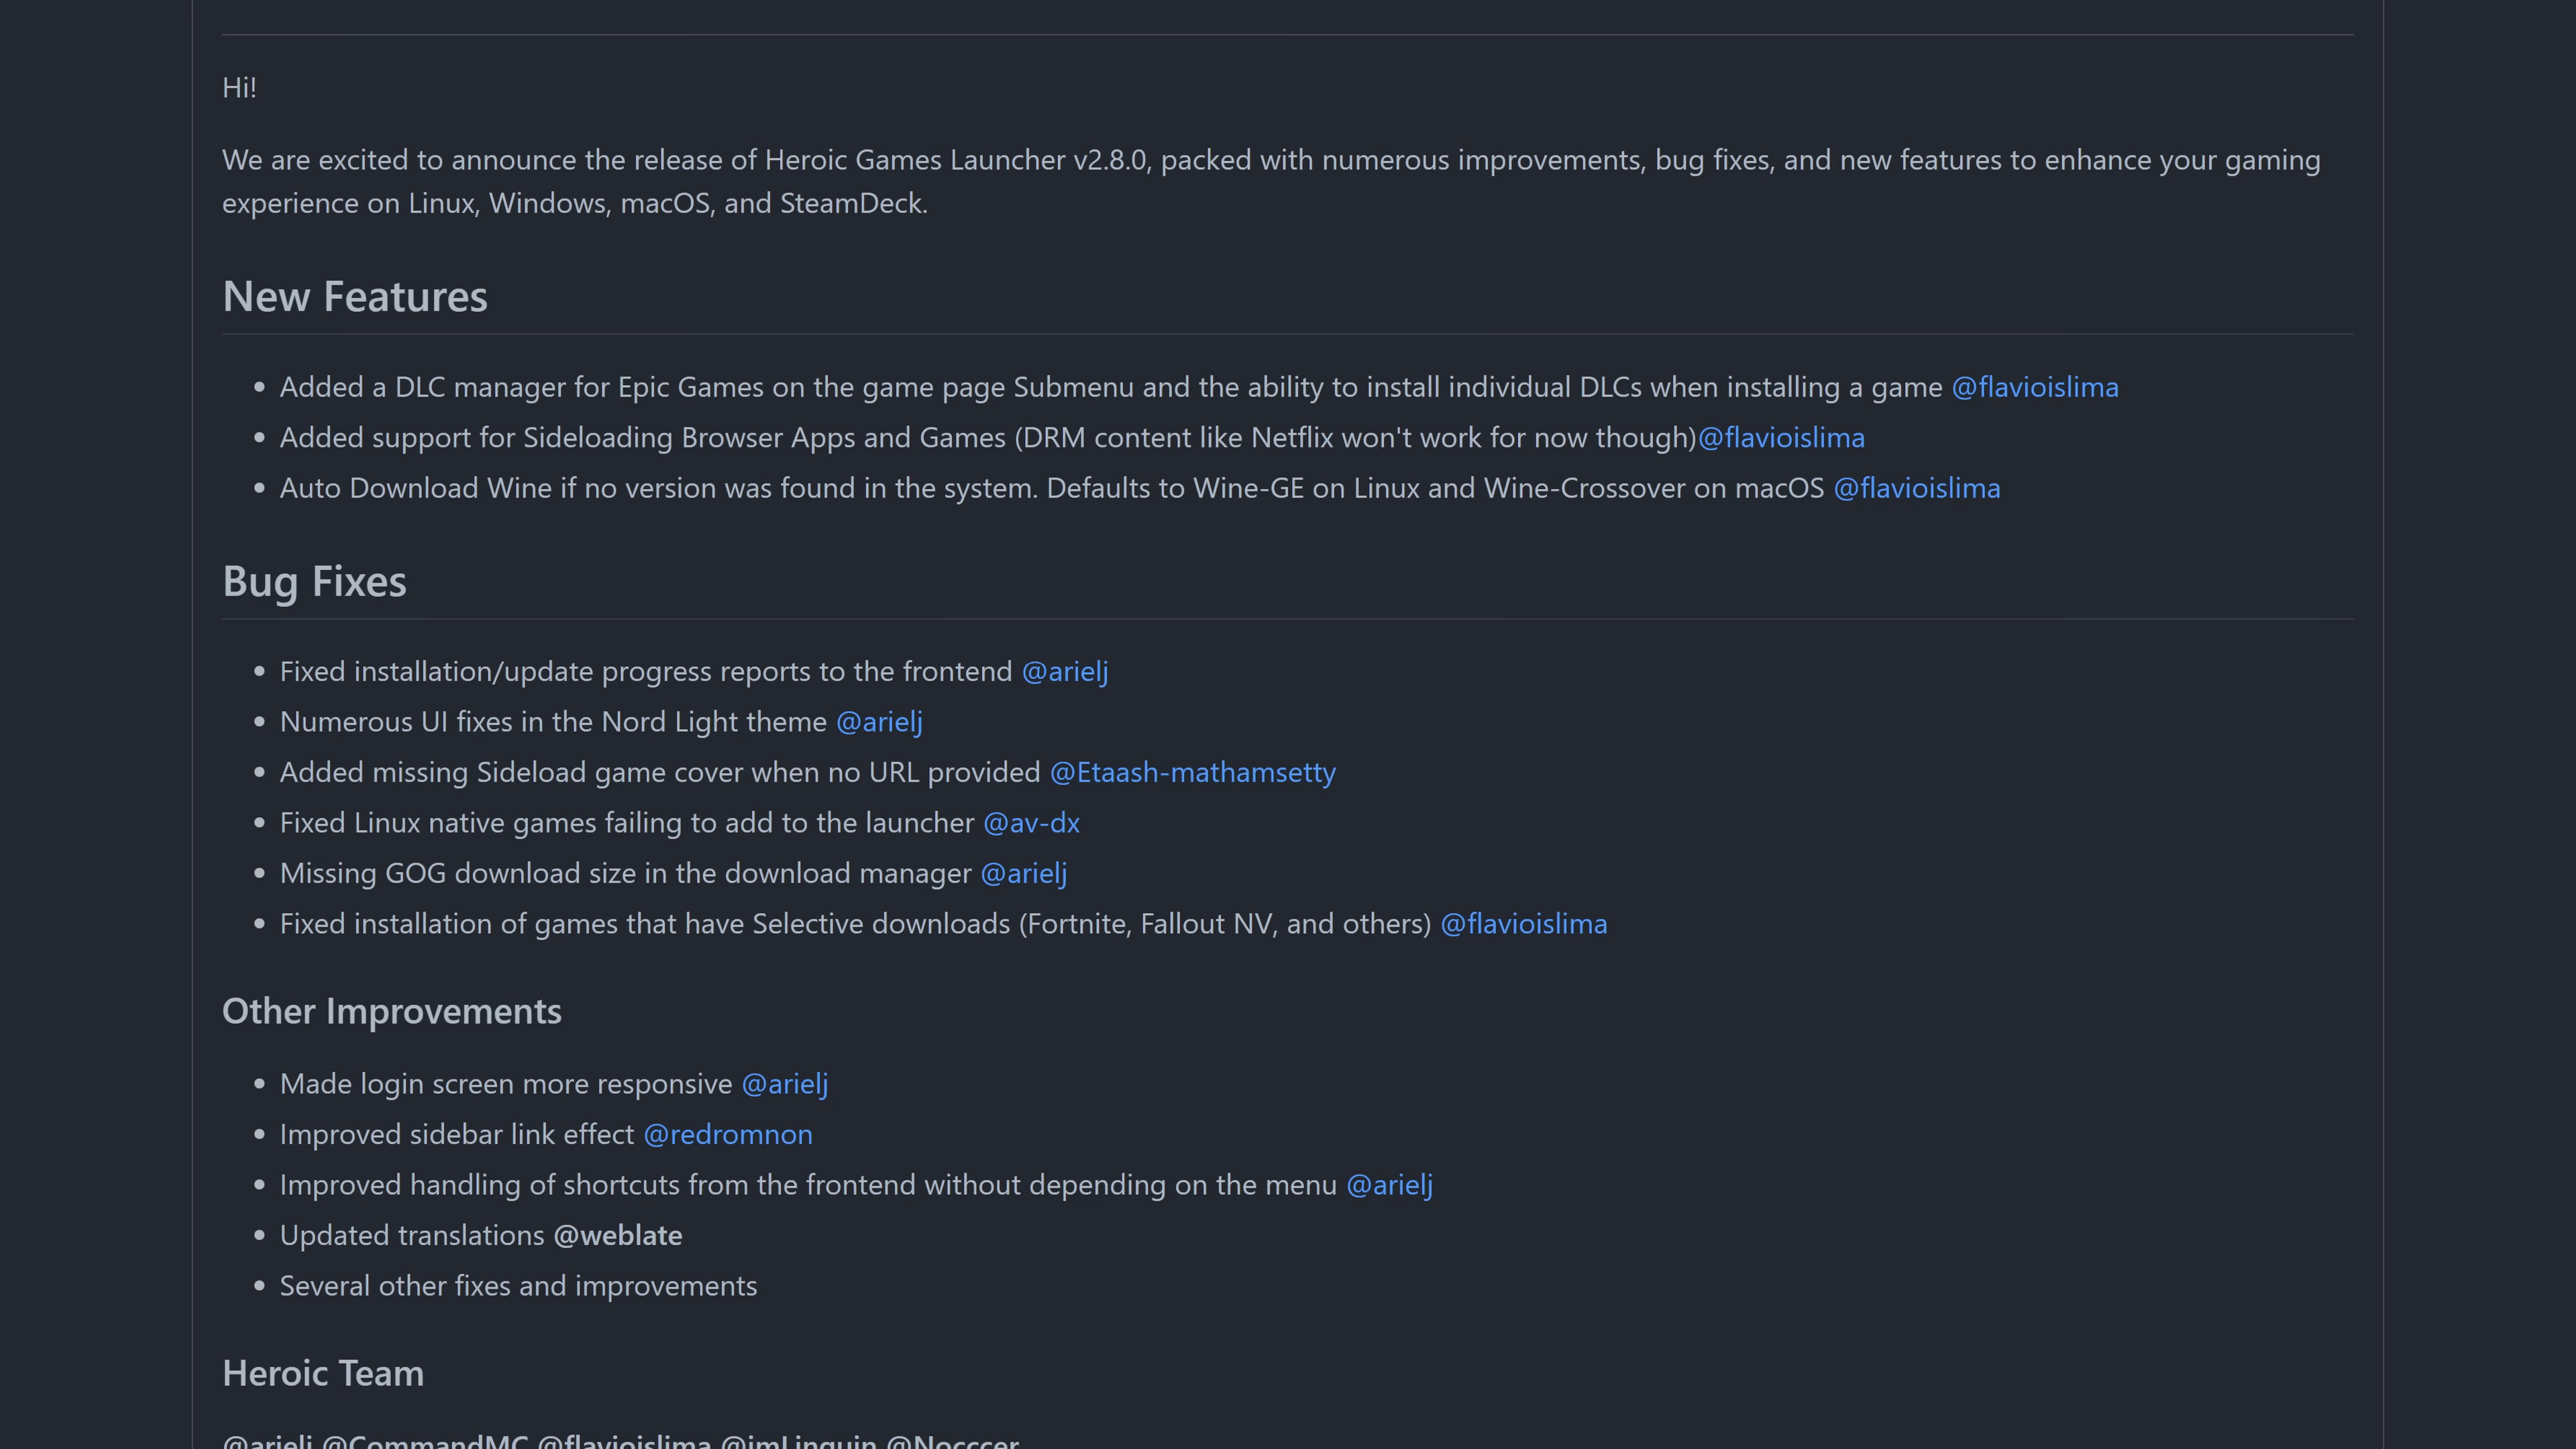 Hi!
We are excited to announce the release of Heroic Games Launcher v2.8.0, packed with numerous improvements, bug fixes, and new features to enhance your gaming
experience on Linux, Windows, macOS, and SteamDeck.
New Features
• Added a DLC manager for Epic Games on the game page Submenu and the ability to install individual DLCs when installing a game @flavioislima
• Added support for Sideloading Browser Apps and Games (DRM content like Netflix won't work for now though)@flavioislima
• Auto Download Wine if no version was found in the system. Defaults to Wine-GE on Linux and Wine-Crossover on macOS @flavioislima
Bug Fixes
• Fixed installation/update progress reports to the frontend @arielj
• Numerous UI fixes in the Nord Light theme @arielj
• Added missing Sideload game cover when no URL provided @Etaash-mathamsetty
• Fixed Linux native games failing to add to the launcher @av-dx
• Missing GOG download size in the download manager @arielj
• Fixed installation of games that have Selective downloads (Fortnite, Fallout NV, and others) @flavioislima
Other Improvements
• Made login screen more responsive @arielj
• Improved sidebar link effect @redromnon
• Improved handling of shortcuts from the frontend without depending on the menu @arielj
• Updated translations @weblate
• Several other fixes and improvements
Heroic Team
@arielj @CommandMC @flavioislima @imLinguin @Nocccer